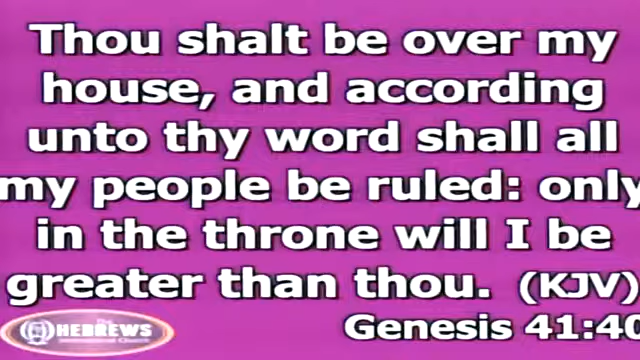 Thou shalt be over my
house, and according
unto thy word shall all
my people be ruled: only
in the throne will I be
greater than thou. (KJV)
Genesis 41:40
HEBREWS